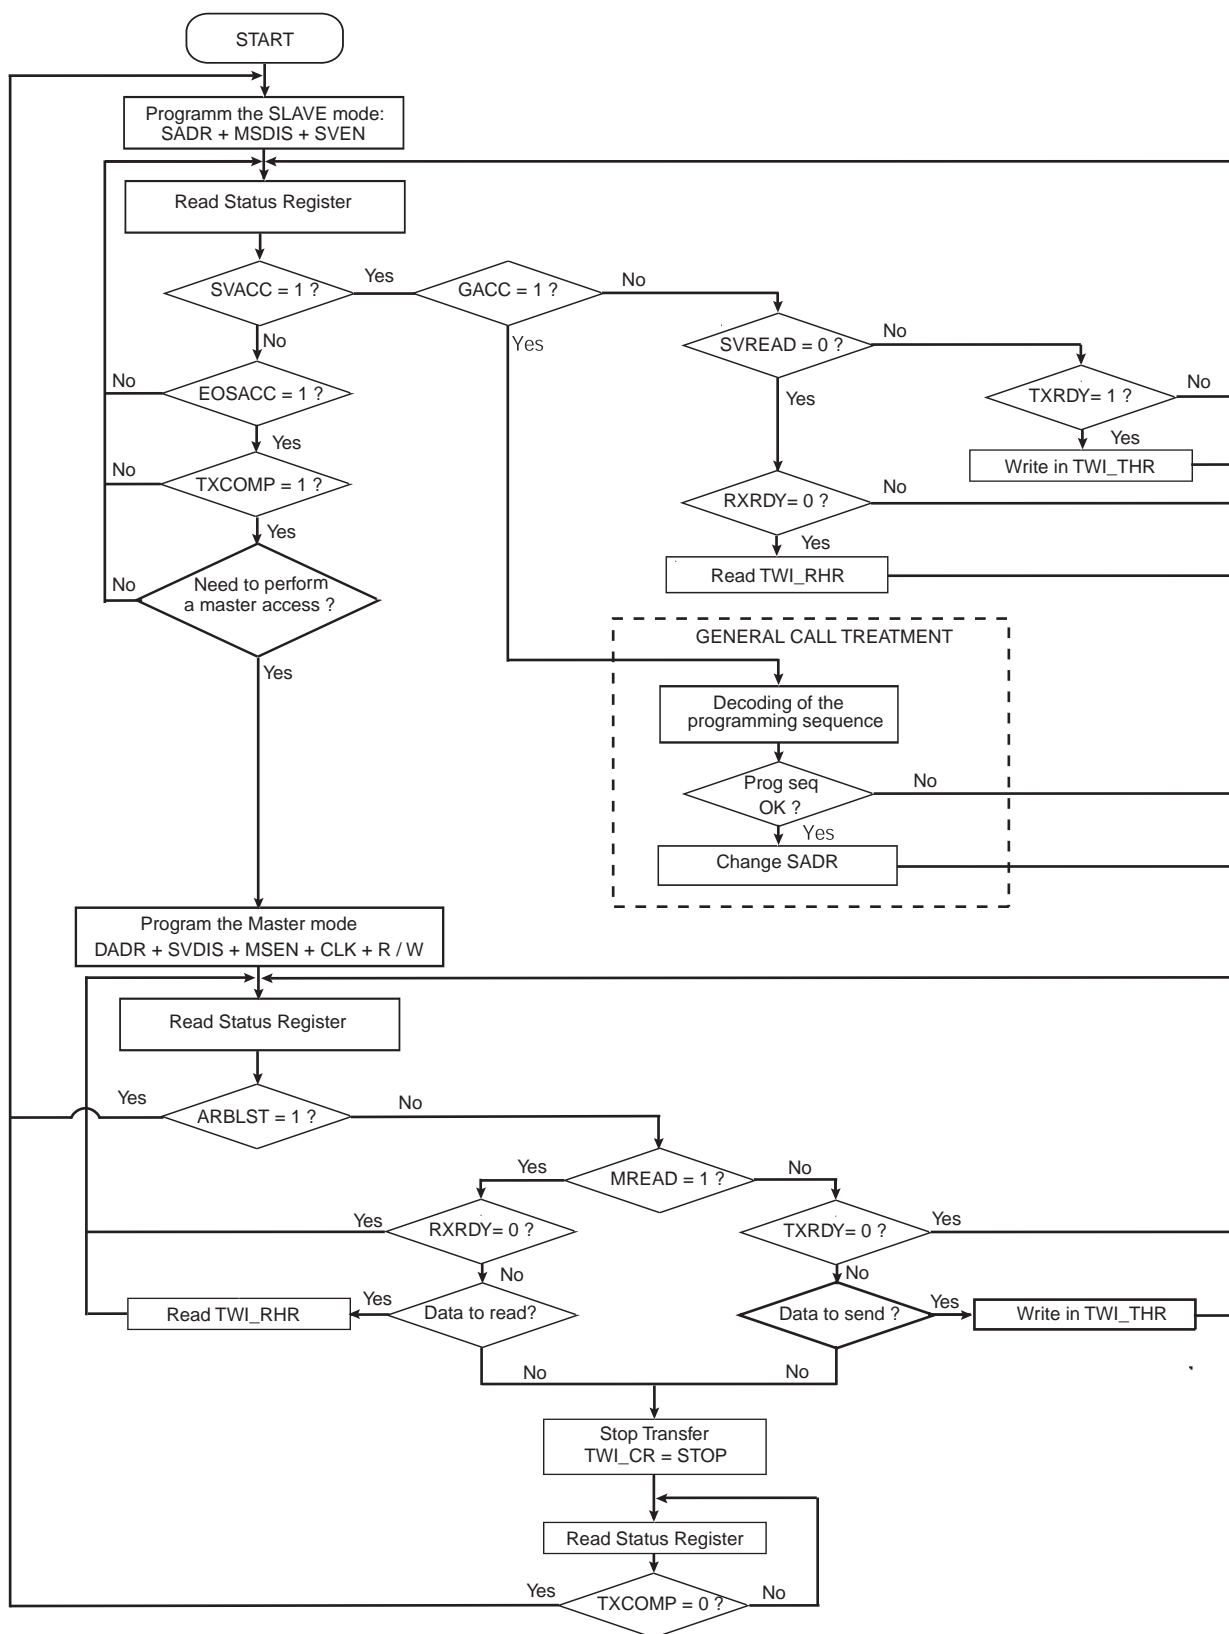 START
Programm the SLAVE mode:
SADR + MSDIS + SVEN
Read Status Register
SVACC = 1 ?
Yes
GACC = 1 ?
No
No
Yes
SVREAD = 0 ?
No
EOSACC = 1 ?
No
Yes
Yes
TXRDY= 1 ?
No
Yes
Write in TWI_THR
TXCOMP = 1 ?
No
Yes
RXRDY= 0 ?
No
Yes
Read TWI_RHR
Need to perform
a master access ?
No
Yes
GENERAL CALL TREATMENT
Decoding of the
programming sequence
Prog seq
OK ?
No
Yes
Change SADR
Program the Master mode
DADR + SVDIS + MSEN + CLK + R / W
Read Status Register
Yes
ARBLST = 1 ?
No
Yes
MREAD = 1 ?
No
Yes
RXRDY= 0 ?
TXRDY= 0 ?
Yes
No
No
Read TWI_RHR
Yes
Data to read?
Data to send ?
Yes
Write in TWI_THR
No
No
Stop Transfer
TWI_CR = STOP
Read Status Register
Yes
TXCOMP = 0 ?
No